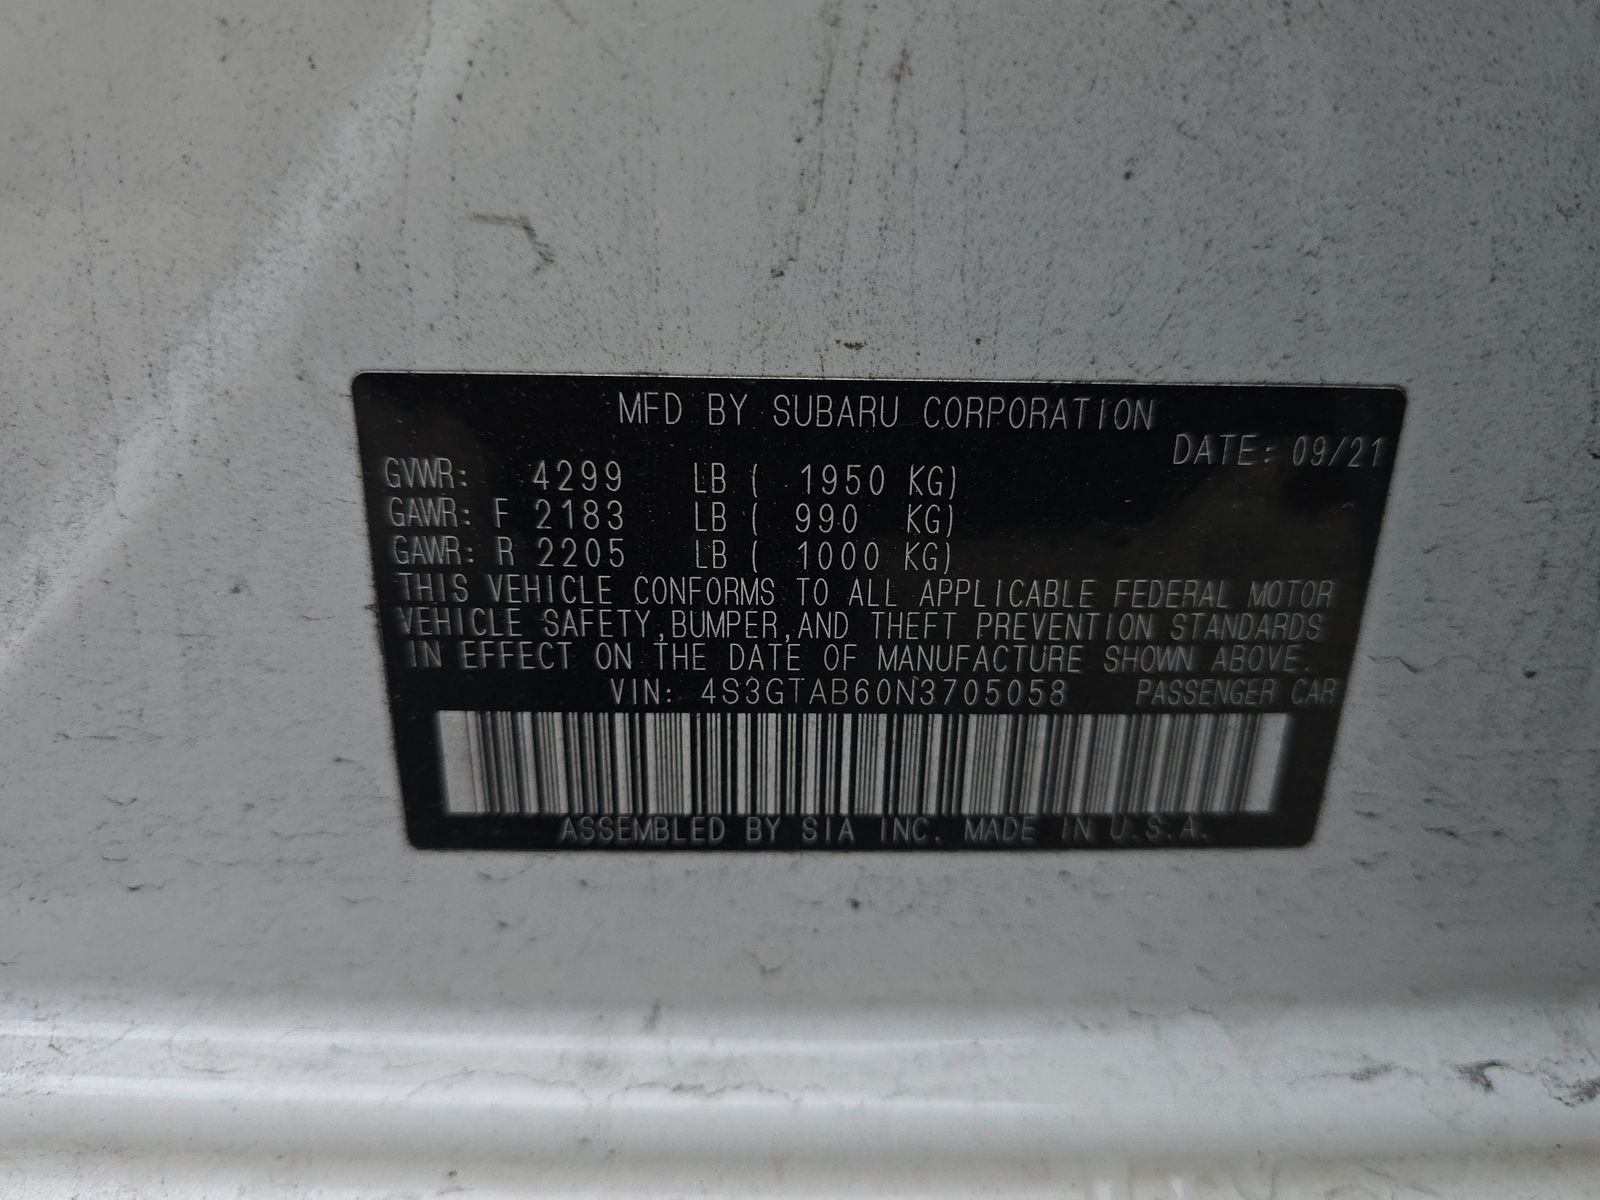 MFD BY SUBARU CORPORATION
DATE: 09/21
GVWR: 4299 LB ( 1950 KG)
GAWR: F 2183 LB ( 990 KG)
GAWR: R 2205 LB ( 1000 KG)
THIS VEHICLE CONFORMS TO ALL APPLICABLE FEDERAL MOTOR
VEHICLE SAFETY,BUMPER,AND THEFT PREVENTION STANDARDS
IN EFFECT ON THE DATE OF MANUFACTURE SHOWN ABOVE.
VIN: 4S3GTAB60N3705058 PASSENGER CAR
ASSEMBLED BY SIA INC. MADE IN U.S.A.